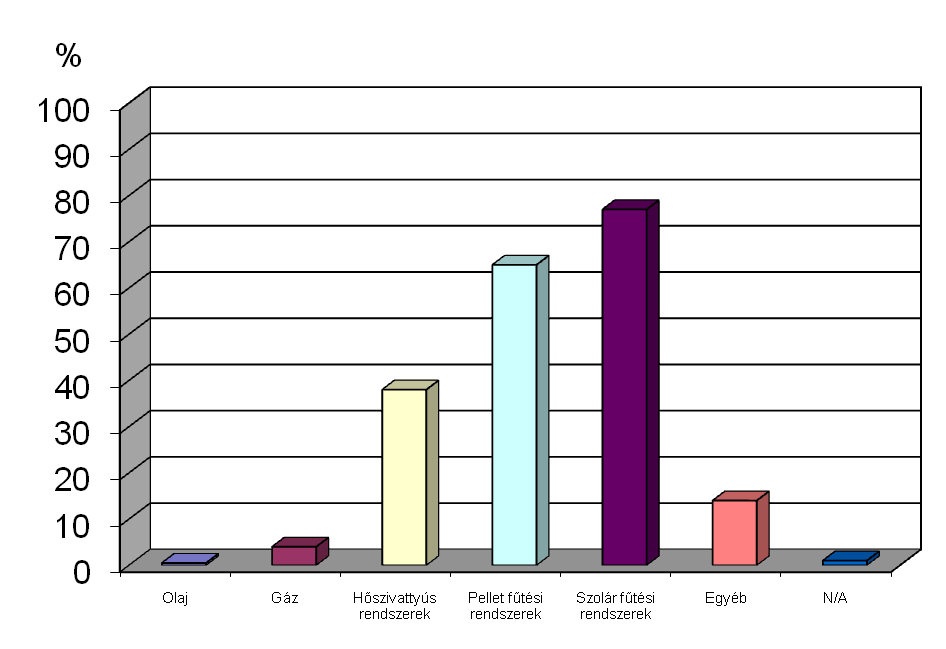 %
100
90
80
70
60
50
40
30
20
10
0
Olaj
Gáz
Hőszivattyús
rendszerek
Pellet fűtési
rendszerek
Szolár fűtési
rendszerek
Egyéb
N/A